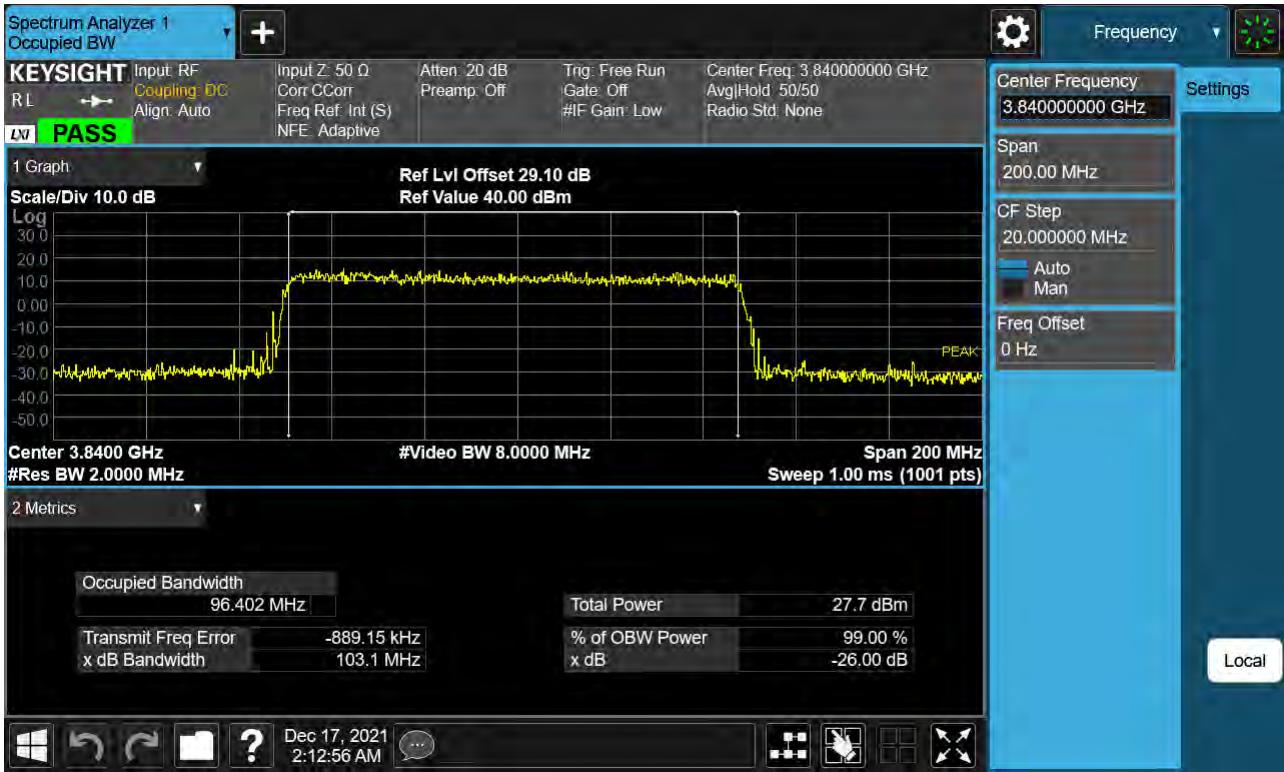 Spectrum Analyzer 1
Occupied BW
+
Frequency
KEYSIGHT
RL
LXI PASS
Input: RF
Coupling: DC
Align: Auto
Input Z: 50 Ω
Corr CCorr
Freq Ref: Int (S)
NFE: Adaptive
Atten: 20 dB
Preamp: Off
Trig: Free Run
Gate: Off
#IF Gain: Low
Center Freq: 3.840000000 GHz
Avg|Hold: 50/50
Radio Std: None
Center Frequency
3.840000000 GHz
Settings
Span
200.00 MHz
CF Step
20.000000 MHz
Auto
Man
Freq Offset
0 Hz
Local
1 Graph
Scale/Div 10.0 dB
Ref Lvl Offset 29.10 dB
Ref Value 40.00 dBm
Log
30.0
20.0
10.0
0.00
-10.0
-20.0
-30.0
-40.0
-50.0
PEAK
Center 3.8400 GHz
#Res BW 2.0000 MHz
#Video BW 8.0000 MHz
Span 200 MHz
Sweep 1.00 ms (1001 pts)
2 Metrics
Occupied Bandwidth
96.402 MHz
Transmit Freq Error -889.15 kHz
x dB Bandwidth 103.1 MHz
Total Power 27.7 dBm
% of OBW Power 99.00 %
x dB -26.00 dB
?
Dec 17, 2021
2:12:56 AM